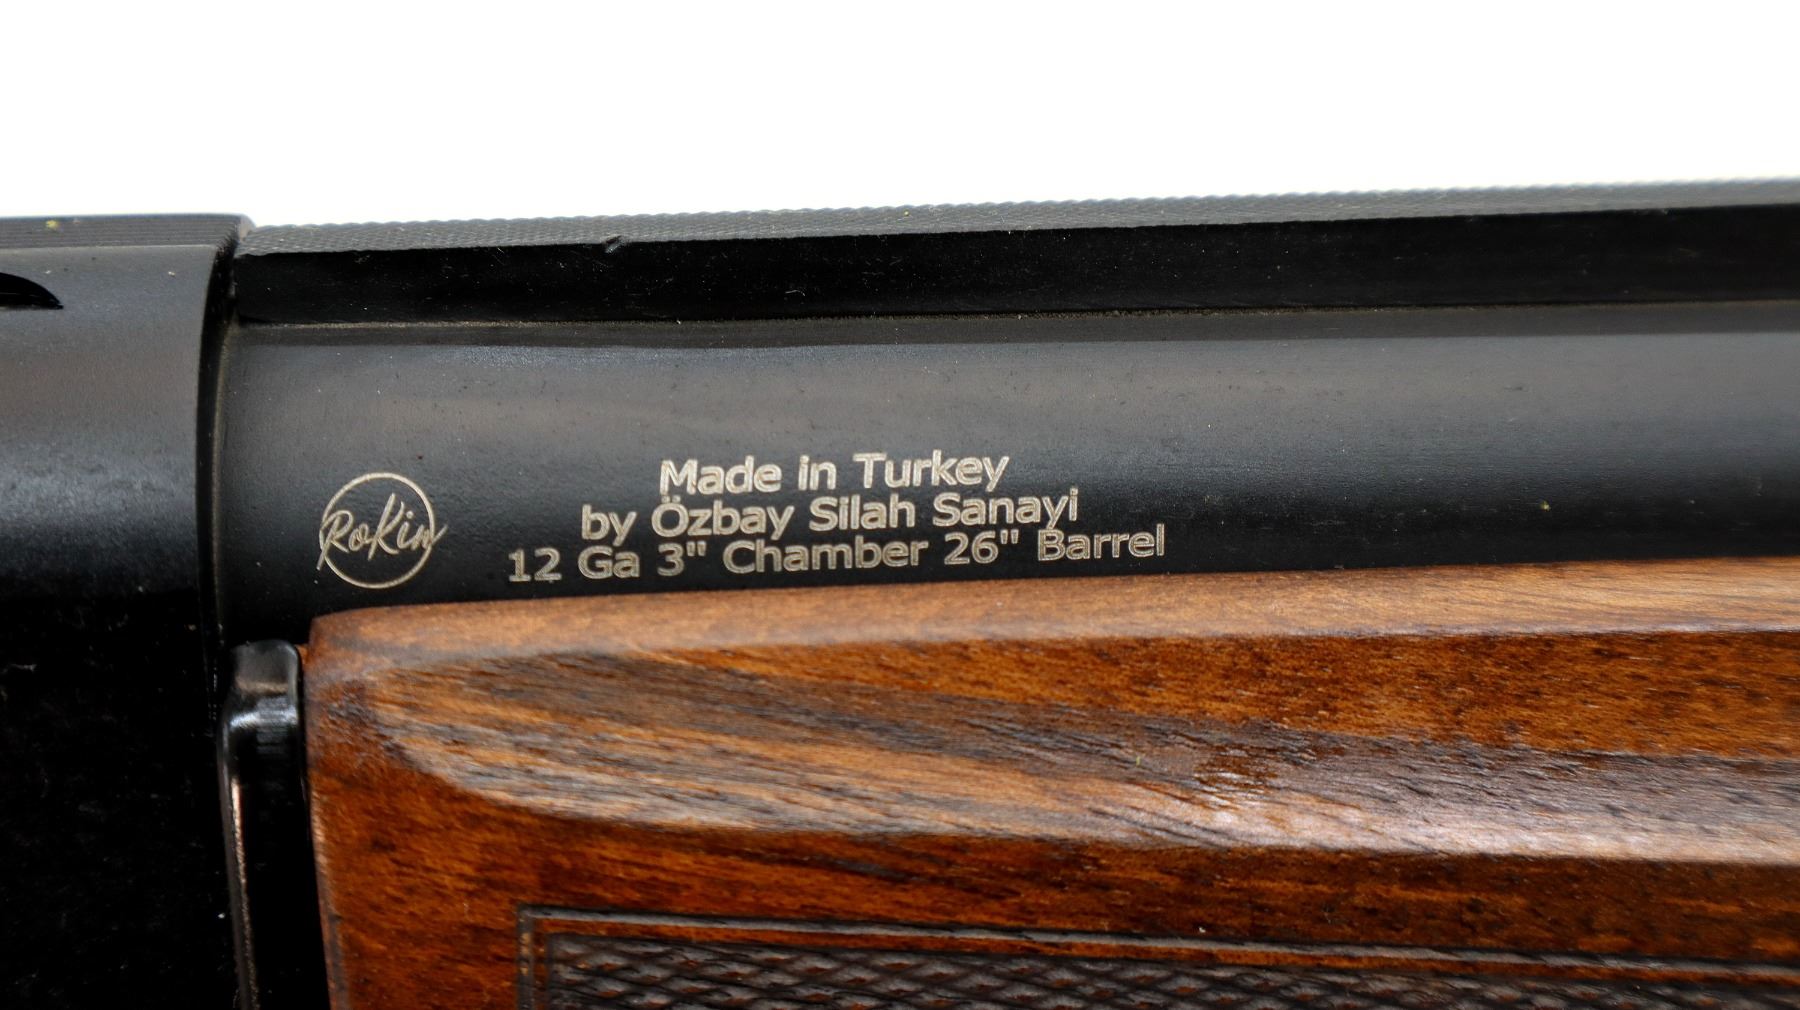 RoKin
Made in Turkey
by Özbay Silah Sanayi
12 Ga 3" Chamber 26" Barrel